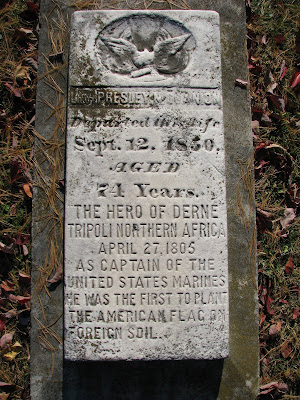 Lieut. PRESLEY N. O'BANNON
Departed this life
Sept. 12. 1850.
AGED
74 Years.
THE HERO OF DERNE
TRIPOLI NORTHERN AFRICA
APRIL 27, 1805
AS CAPTAIN OF THE
UNITED STATES MARINES
HE WAS THE FIRST TO PLANT
THE AMERICAN FLAG ON
FOREIGN SOIL.